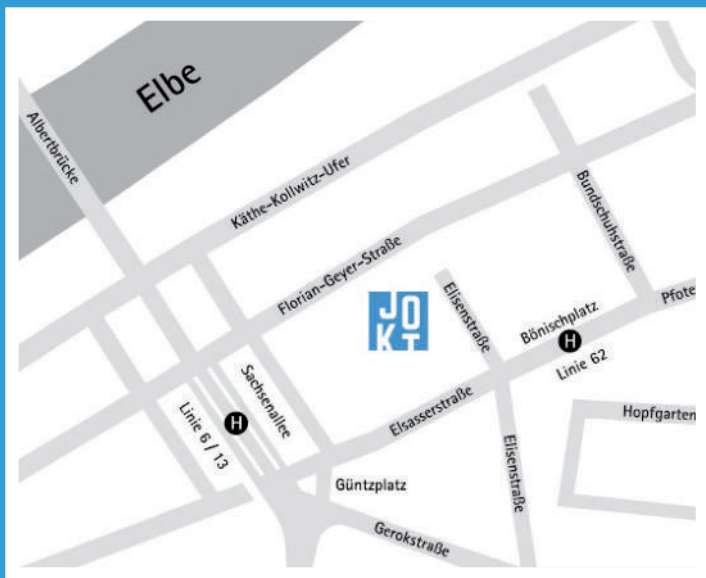 Elbe
Albertbrücke
Käthe-Kollwitz-Ufer
Florian-Geyer-Straße
Bundschuhstraße
JO
KT
Elisenstraße
Bönischplatz
Pfote
H
Linie 62
Sachsenallee
Linie 6 / 13
H
Elsasserstraße
Hopfgarten
Elisenstraße
Güntzplatz
Gerokstraße